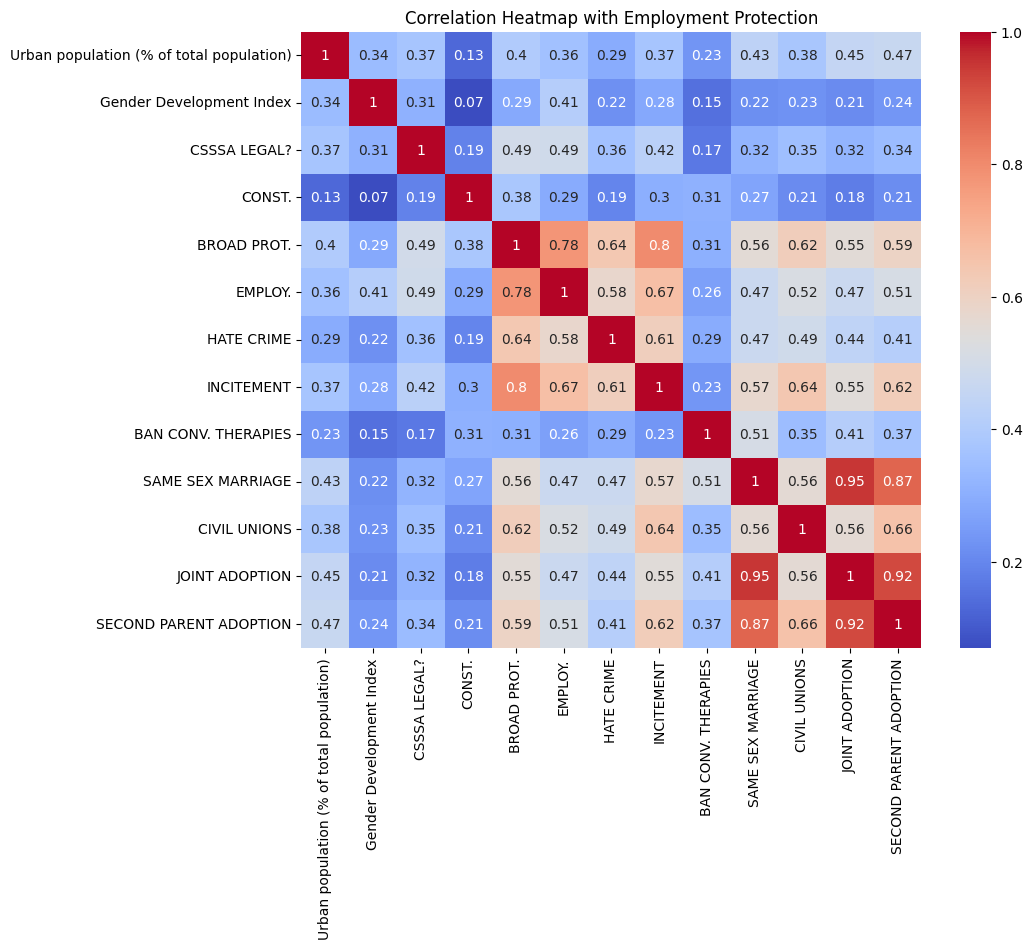 Correlation Heatmap with Employment Protection
Urban population (% of total population) 1 0.34 0.37 0.13 0.4 0.36 0.29 0.37 0.23 0.43 0.38 0.45 0.47
Gender Development Index 0.34 1 0.31 0.07 0.29 0.41 0.22 0.28 0.15 0.22 0.23 0.21 0.24
CSSSA LEGAL? 0.37 0.31 1 0.19 0.49 0.49 0.36 0.42 0.17 0.32 0.35 0.32 0.34
CONST. 0.13 0.07 0.19 1 0.38 0.29 0.19 0.3 0.31 0.27 0.21 0.18 0.21
BROAD PROT. 0.4 0.29 0.49 0.38 1 0.78 0.64 0.8 0.31 0.56 0.62 0.55 0.59
EMPLOY. 0.36 0.41 0.49 0.29 0.78 1 0.58 0.67 0.26 0.47 0.52 0.47 0.51
HATE CRIME 0.29 0.22 0.36 0.19 0.64 0.58 1 0.61 0.29 0.47 0.49 0.44 0.41
INCITEMENT 0.37 0.28 0.42 0.3 0.8 0.67 0.61 1 0.23 0.57 0.64 0.55 0.62
BAN CONV. THERAPIES 0.23 0.15 0.17 0.31 0.31 0.26 0.29 0.23 1 0.51 0.35 0.41 0.37
SAME SEX MARRIAGE 0.43 0.22 0.32 0.27 0.56 0.47 0.47 0.57 0.51 1 0.56 0.95 0.87
CIVIL UNIONS 0.38 0.23 0.35 0.21 0.62 0.52 0.49 0.64 0.35 0.56 1 0.56 0.66
JOINT ADOPTION 0.45 0.21 0.32 0.18 0.55 0.47 0.44 0.55 0.41 0.95 0.56 1 0.92
SECOND PARENT ADOPTION 0.47 0.24 0.34 0.21 0.59 0.51 0.41 0.62 0.37 0.87 0.66 0.92 1
Urban population (% of total population)
Gender Development Index
CSSSA LEGAL?
CONST.
BROAD PROT.
EMPLOY.
HATE CRIME
INCITEMENT
BAN CONV. THERAPIES
SAME SEX MARRIAGE
CIVIL UNIONS
JOINT ADOPTION
SECOND PARENT ADOPTION
1.0
0.8
0.6
0.4
0.2